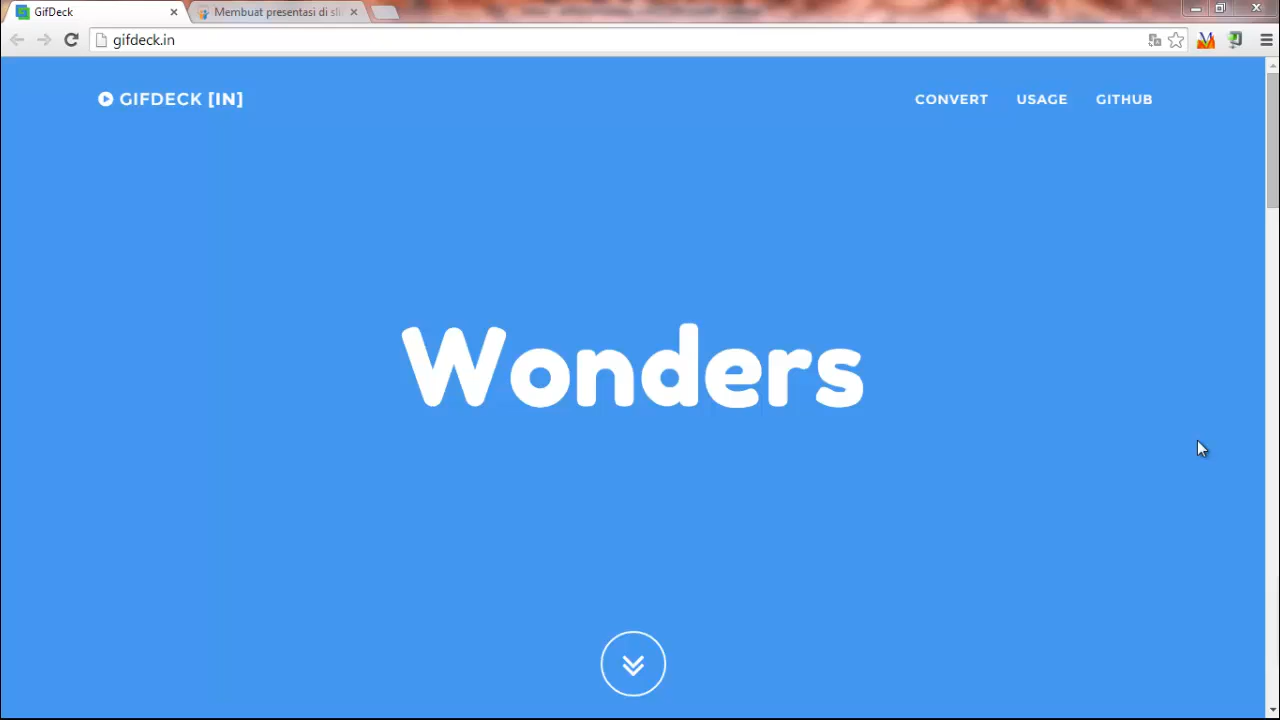 GifDeck
Membuat presentasi di sli
gifdeck.in
GIFDECK [IN]
CONVERT
USAGE
GITHUB
Wonders